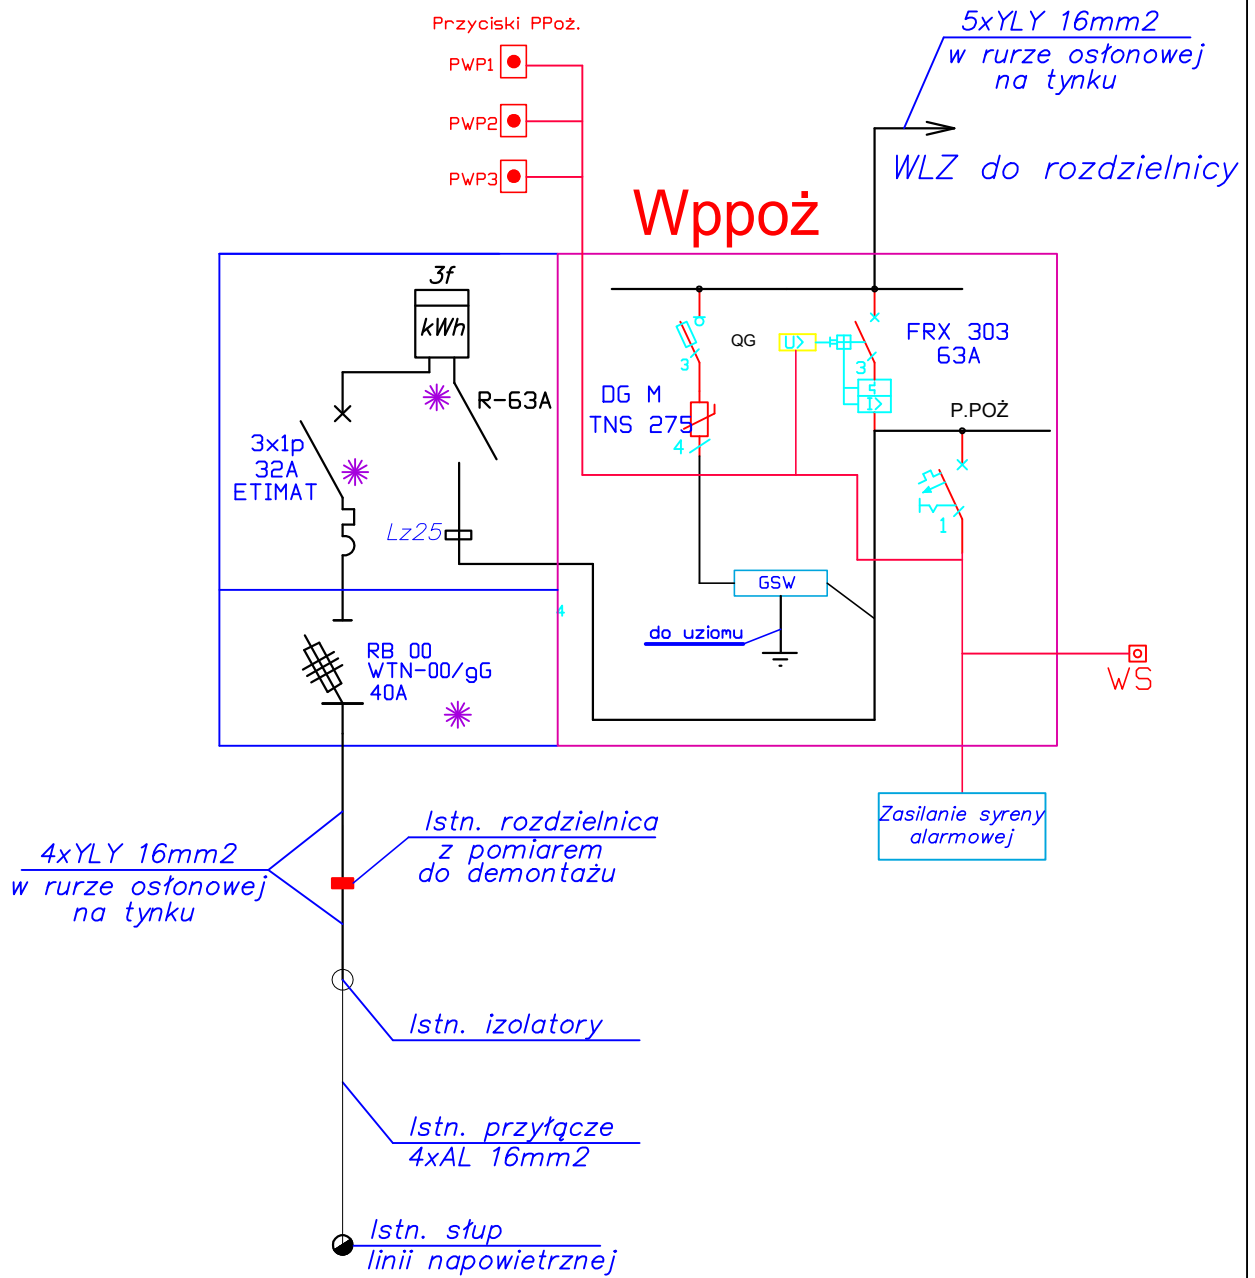 Przyciski PPoż.
PWP1
PWP2
PWP3
5xYLY 16mm2
w rurze osłonowej
na tynku
WLZ do rozdzielnicy
Wppoż
3f
kWh
R-63A
3x1p
32A
ETIMAT
Lz25
QG
U>
3
3
I>
FRX 303
63A
DG M
TNS 275
4
P.POŻ
1
GSW
do uziomu
4
RB 00
WTN-00/gG
40A
WS
Zasilanie syreny
alarmowej
Istn. rozdzielnica
z pomiarem
do demontażu
4xYLY 16mm2
w rurze osłonowej
na tynku
Istn. izolatory
Istn. przyłącze
4xAL 16mm2
Istn. słup
linii napowietrznej